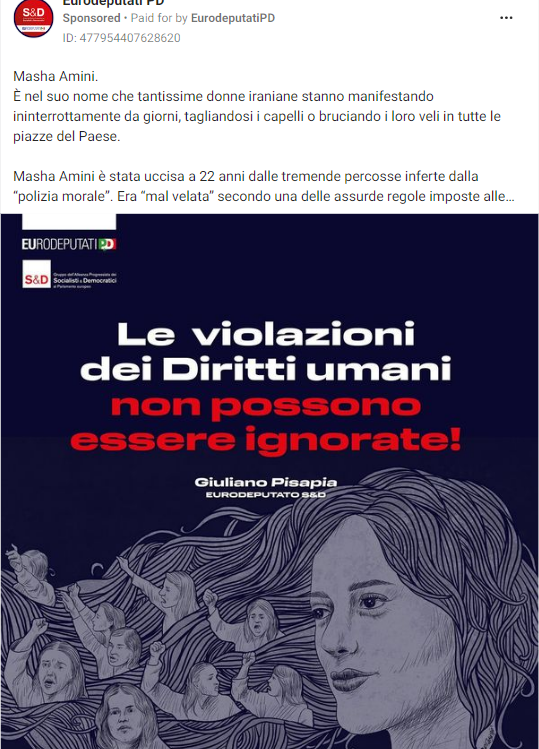 Eurodeputati PD
Sponsored • Paid for by EurodeputatiPD
ID: 477954407628620
Masha Amini.
È nel suo nome che tantissime donne iraniane stanno manifestando
ininterrottamente da giorni, tagliandosi i capelli o bruciando i loro veli in tutte le
piazze del Paese.
Masha Amini è stata uccisa a 22 anni dalle tremende percosse inferte dalla
“polizia morale”. Era “mal velata” secondo una delle assurde regole imposte alle…
EURODEPUTATI PD
S&D
Gruppo dell'Alleanza Progressista dei
Socialisti & Democratici
al Parlamento europeo
Le violazioni
dei Diritti umani
non possono
essere ignorate!
Giuliano Pisapia
EURODEPUTATO S&D